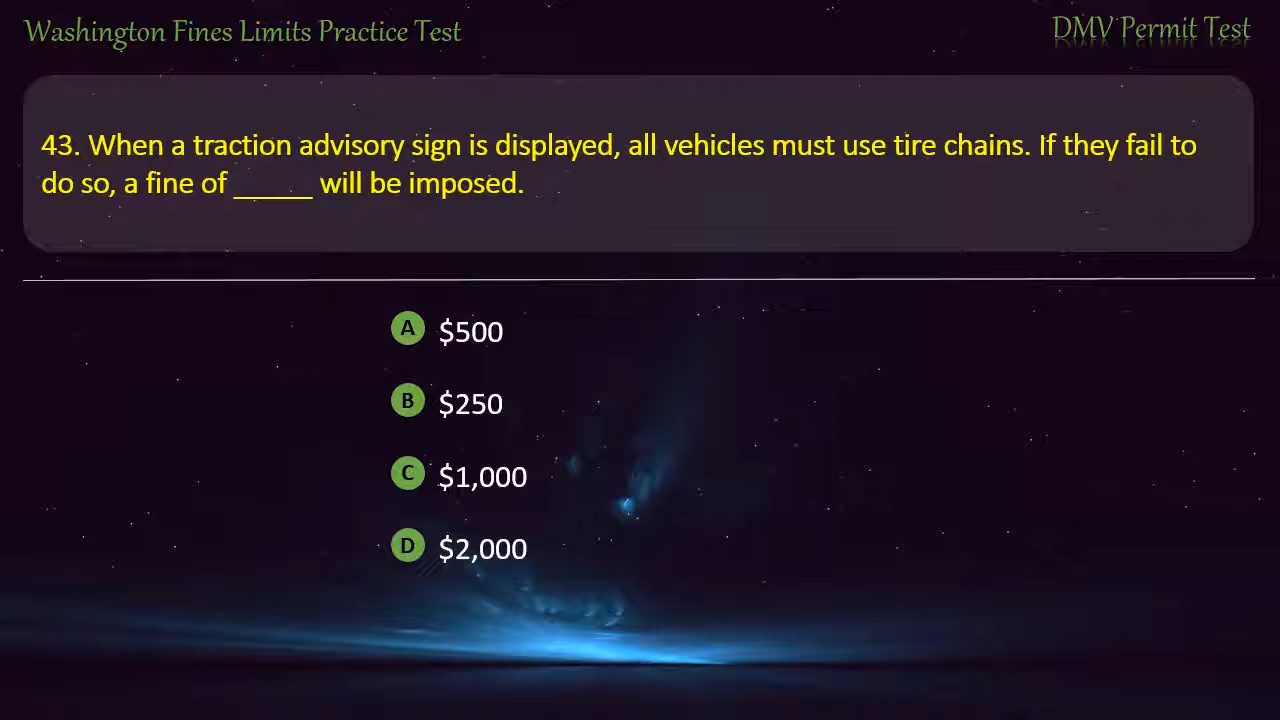 Washington Fines Limits Practice Test
DMV Permit Test
43. When a traction advisory sign is displayed, all vehicles must use tire chains. If they fail to
do so, a fine of _____ will be imposed.
A $500
B $250
C $1,000
D $2,000